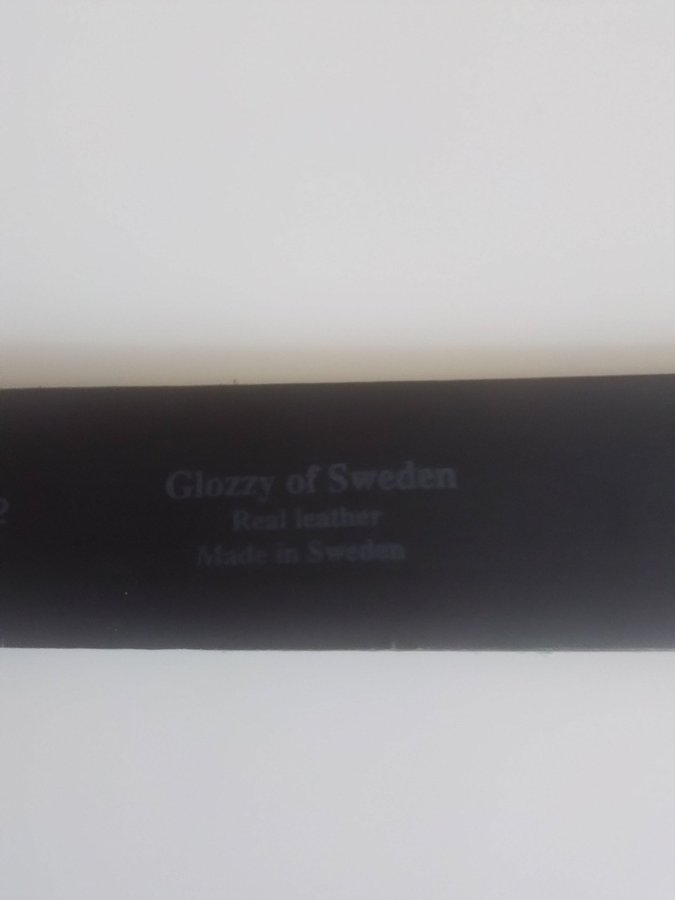 Glozzy of Sweden
Real leather
Made in Sweden